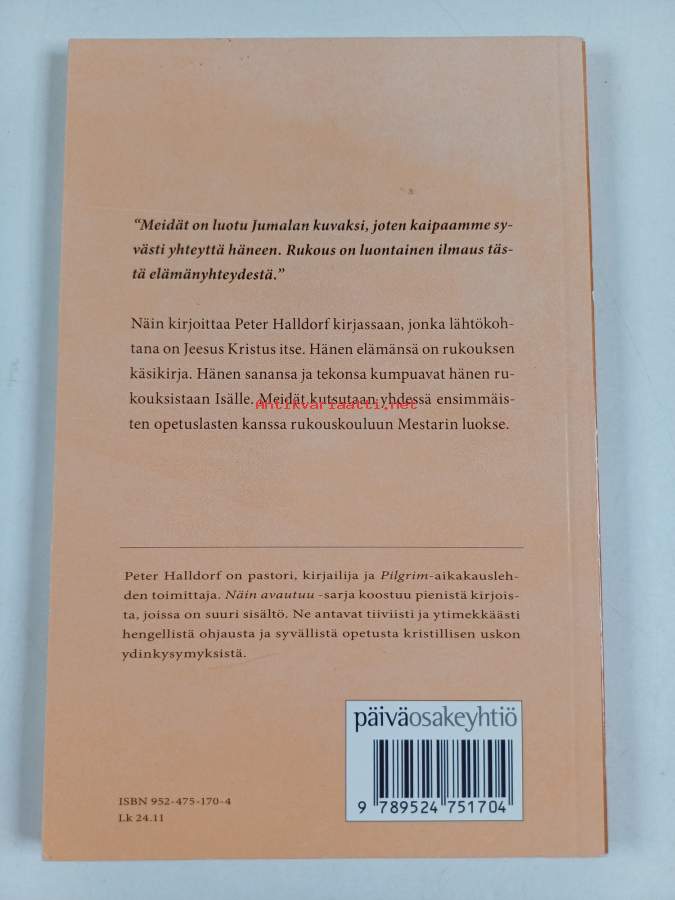 “Meidät on luotu Jumalan kuvaksi, joten kaipaamme sy-
västi yhteyttä häneen. Rukous on luontainen ilmaus täs-
tä elämänyhteydestä.”
Näin kirjoittaa Peter Halldorf kirjassaan, jonka lähtökoh-
tana on Jeesus Kristus itse. Hänen elämänsä on rukouksen
käsikirja. Hänen sanansa ja tekonsa kumpuavat hänen ru-
kouksistaan Isälle. Meidät kutsutaan yhdessä ensimmäis-
Antikvariaatti.net
ten opetuslasten kanssa rukouskouluun Mestarin luokse.
Peter Halldorf on pastori, kirjailija ja Pilgrim-aikakausleh-
den toimittaja. Näin avautuu -sarja koostuu pienistä kirjois-
ta, joissa on suuri sisältö. Ne antavat tiiviisti ja ytimekkäästi
hengellistä ohjausta ja syvällistä opetusta kristillisen uskon
ydinkysymyksistä.
päiväosakeyhtiö
9 789524 751704
ISBN 952-475-170-4
Lk 24.11